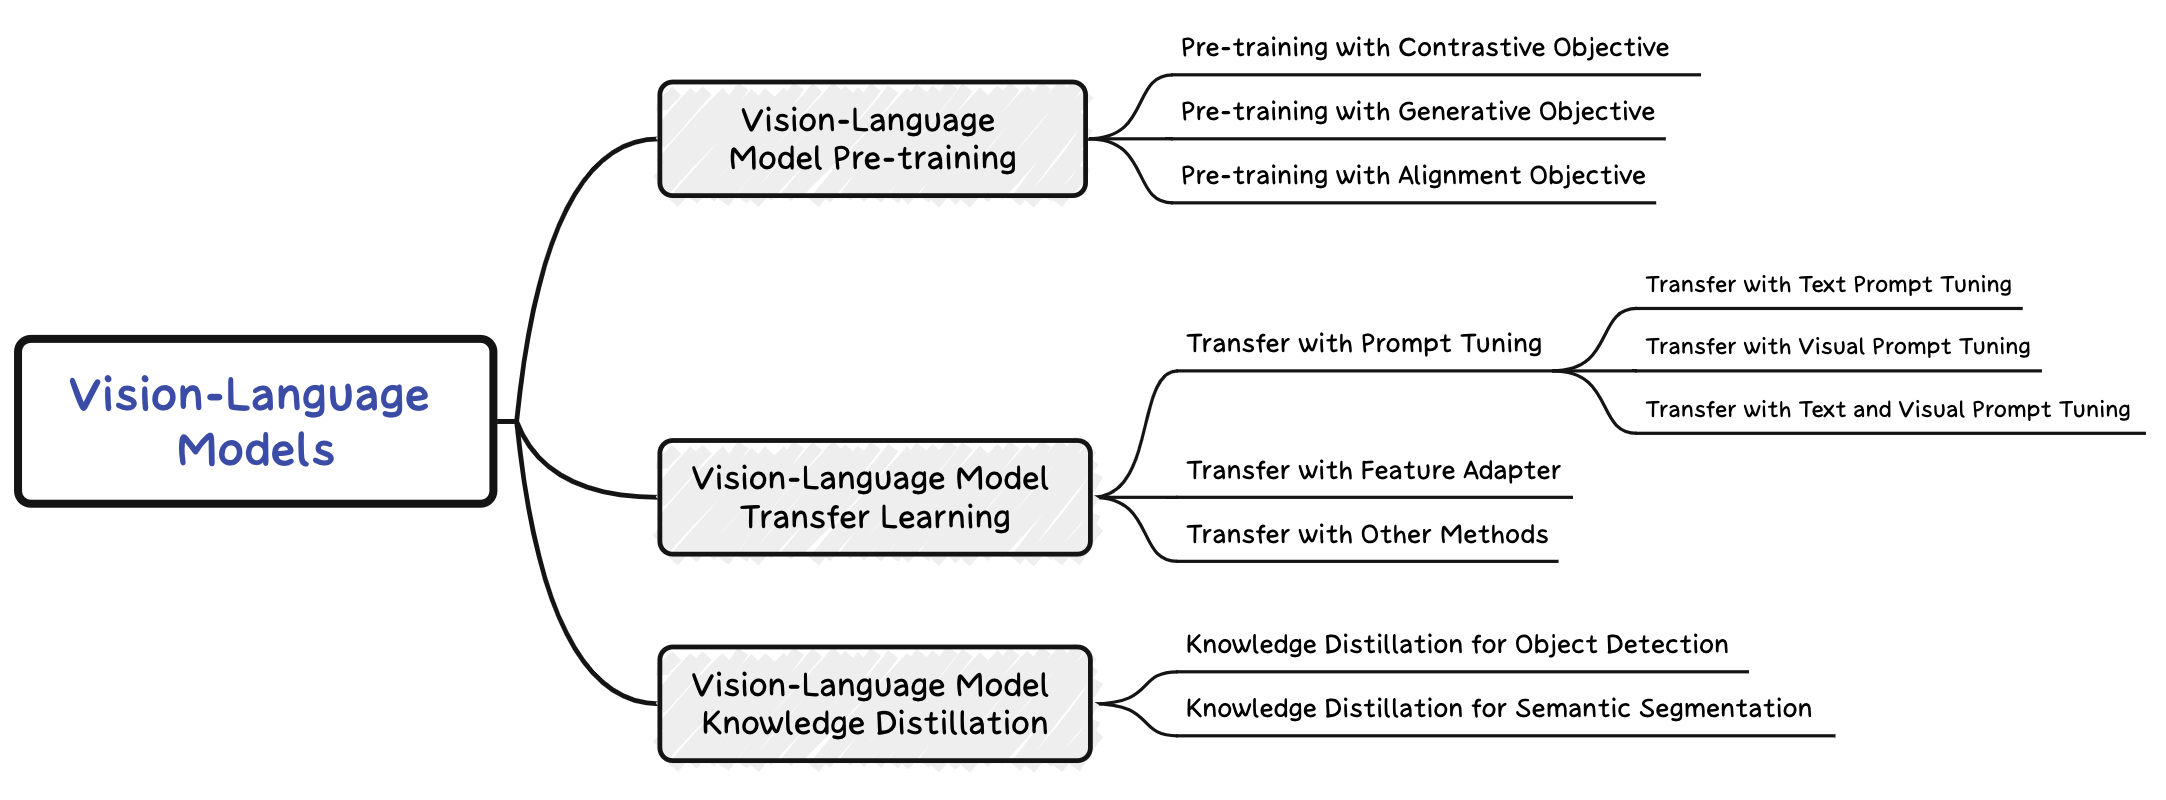 Vision-Language
Models
Vision-Language
Model Pre-training
Pre-training with Contrastive Objective
Pre-training with Generative Objective
Pre-training with Alignment Objective
Vision-Language Model
Transfer Learning
Transfer with Prompt Tuning
Transfer with Text Prompt Tuning
Transfer with Visual Prompt Tuning
Transfer with Text and Visual Prompt Tuning
Transfer with Feature Adapter
Transfer with Other Methods
Vision-Language Model
Knowledge Distillation
Knowledge Distillation for Object Detection
Knowledge Distillation for Semantic Segmentation